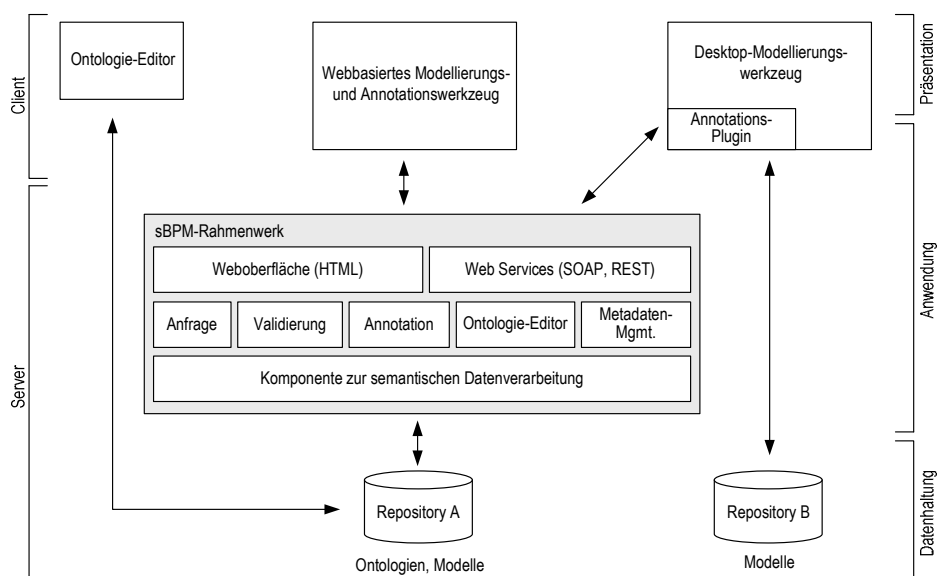 Client
Server
Ontologie-Editor
Webbasiertes Modellierungs-
und Annotationswerkzeug
Desktop-Modellierungs-
werkzeug
Annotations-
Plugin
sBPM-Rahmenwerk
Weboberfläche (HTML)
Web Services (SOAP, REST)
Anfrage
Validierung
Annotation
Ontologie-Editor
Metadaten-
Mgmt.
Komponente zur semantischen Datenverarbeitung
Repository A
Ontologien, Modelle
Repository B
Modelle
Präsentation
Anwendung
Datenhaltung